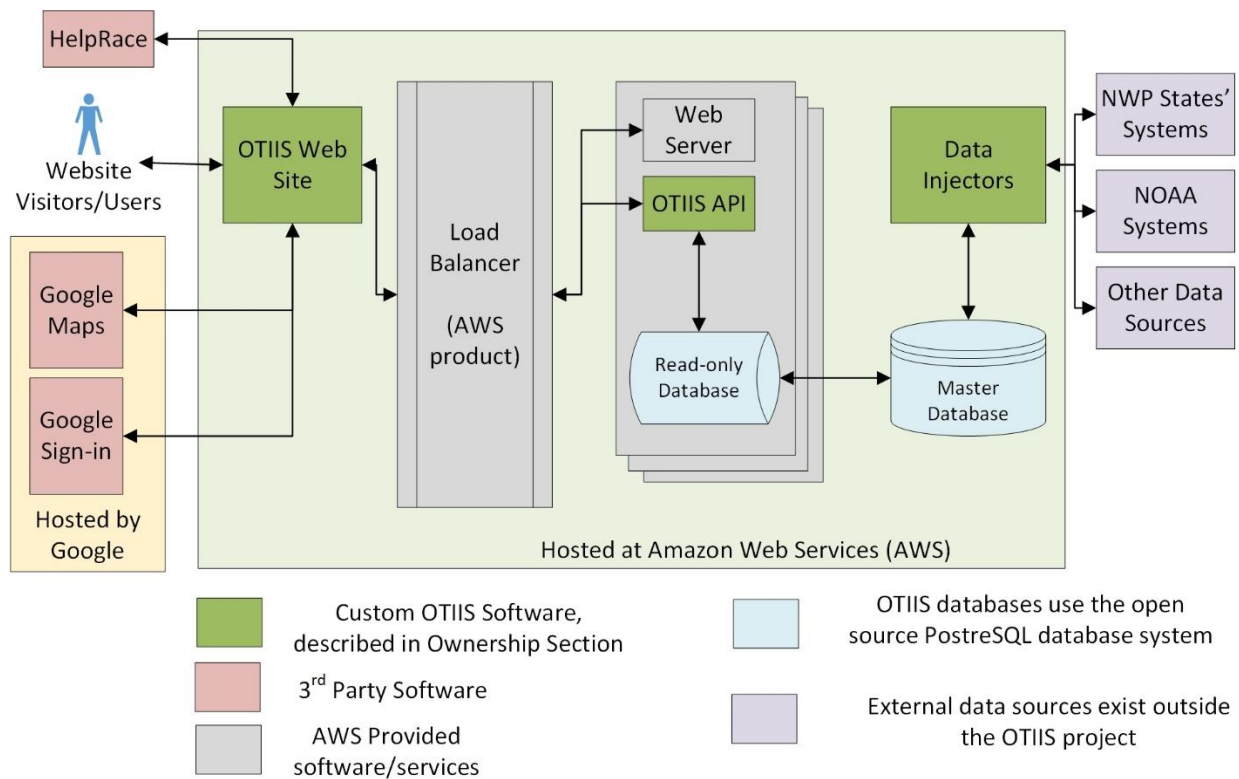 HelpRace
Website
Visitors/Users
Google
Maps
Google
Sign-in
Hosted by
Google
OTIIS Web
Site
Load
Balancer
(AWS
product)
Web
Server
OTIIS API
Read-only
Database
Data
Injectors
Master
Database
Hosted at Amazon Web Services (AWS)
NWP States’
Systems
NOAA
Systems
Other Data
Sources
Custom OTIIS Software,
described in Ownership Section
3rd Party Software
AWS Provided
software/services
OTIIS databases use the open
source PostreSQL database system
External data sources exist outside
the OTIIS project